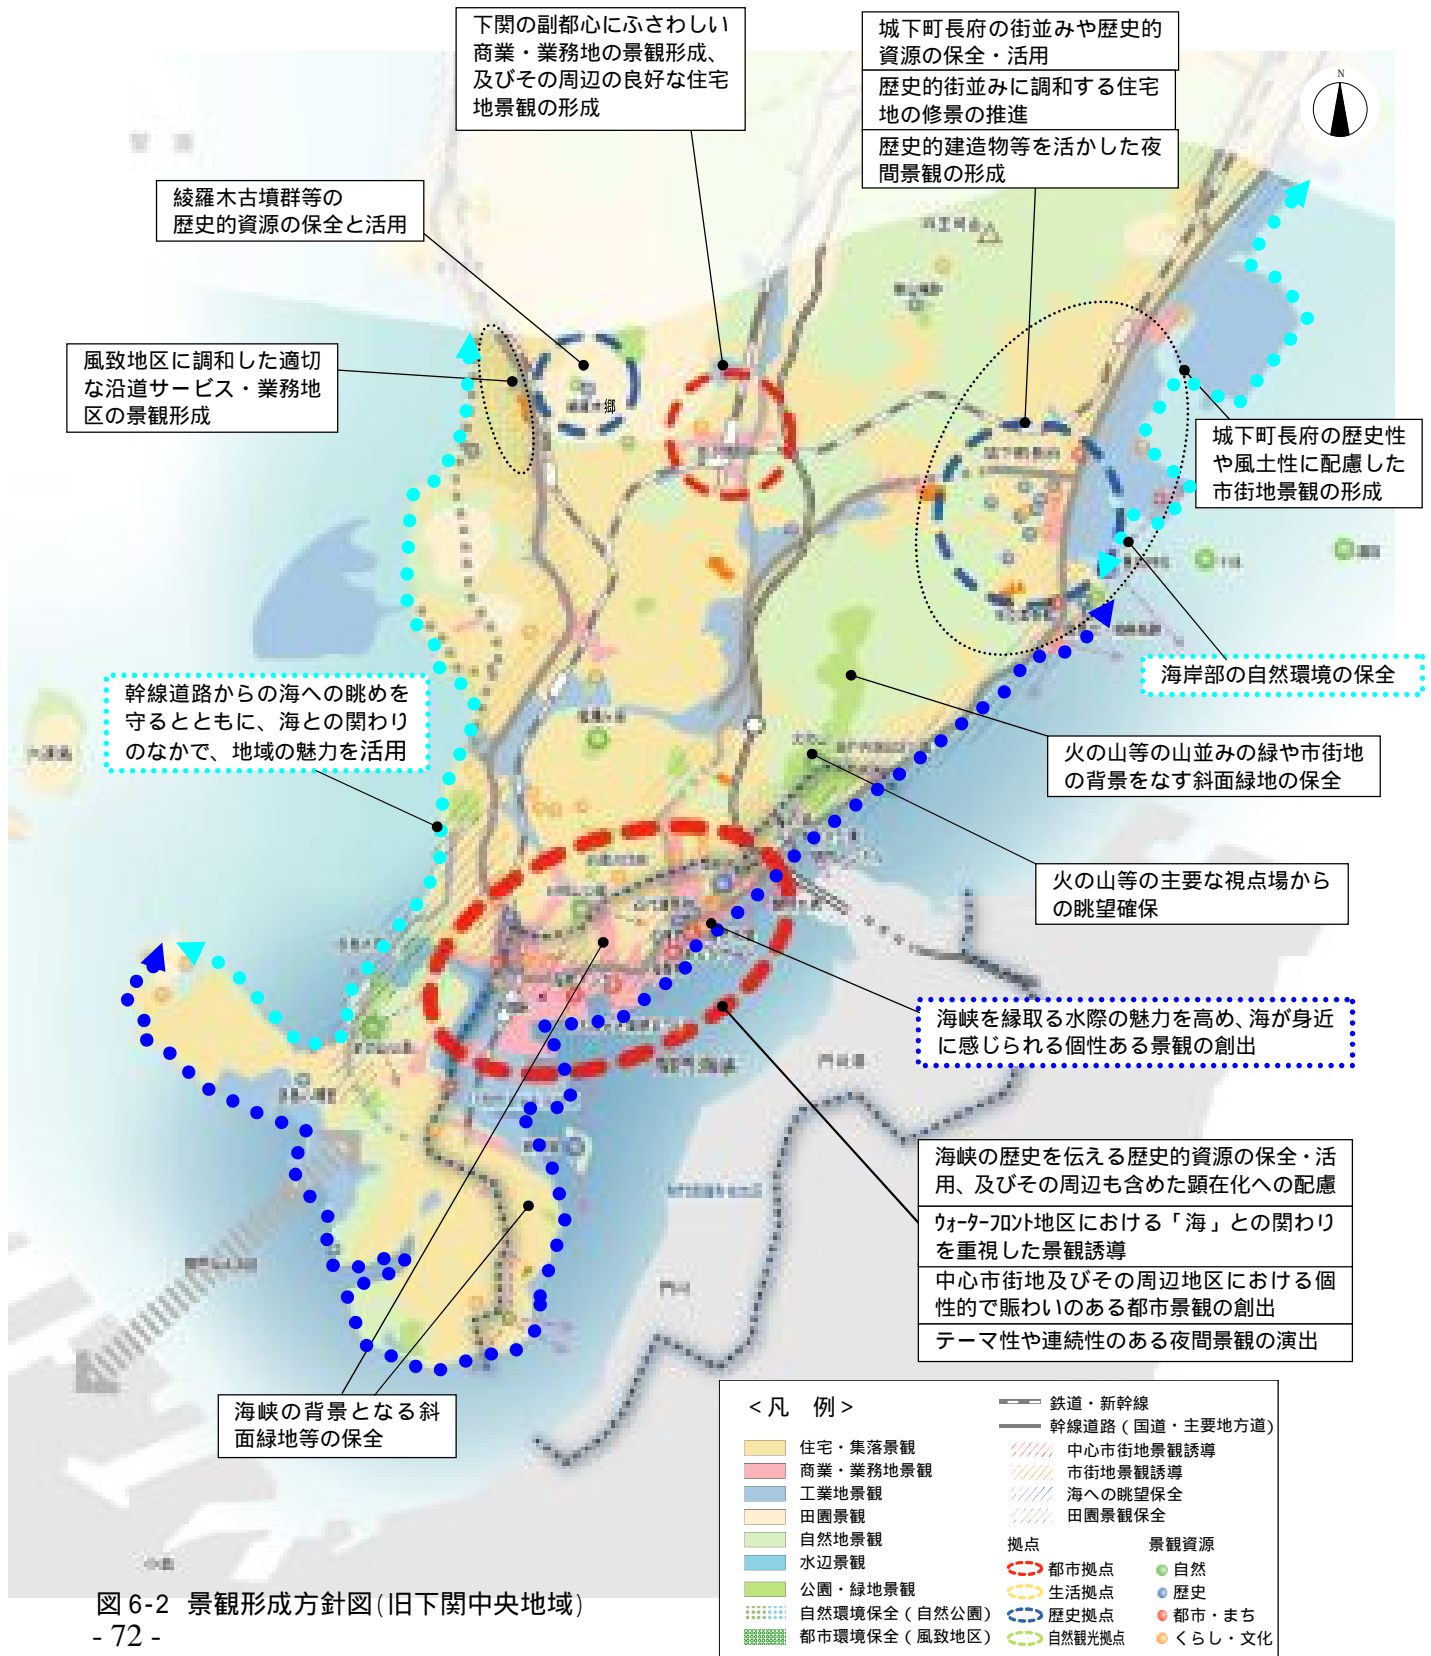 下関の副都心にふさわしい
商業・業務地の景観形成、
及びその周辺の良好な住宅
地景観の形成
城下町長府の街並みや歴史的
資源の保全・活用
歴史的街並みに調和する住宅
地の修景の推進
歴史的建造物等を活かした夜
間景観の形成
N
綾羅木古墳群等の
歴史的資源の保全と活用
風致地区に調和した適切
な沿道サービス・業務地
区の景観形成
郷
城下町長府
城下町長府の歴史性
や風土性に配慮した
市街地景観の形成
海岸部の自然環境の保全
幹線道路からの海への眺めを
守るとともに、海との関わり
のなかで、地域の魅力を活用
火の山等の山並みの緑や市街地
の背景をなす斜面緑地の保全
火の山等の主要な視点場から
の眺望確保
海峡を縁取る水際の魅力を高め、海が身近
に感じられる個性ある景観の創出
海峡の歴史を伝える歴史的資源の保全・活
用、及びその周辺も含めた顕在化への配慮
ウォーターフロント地区における「海」との関わり
を重視した景観誘導
中心市街地及びその周辺地区における個
性的で賑わいのある都市景観の創出
テーマ性や連続性のある夜間景観の演出
海峡の背景となる斜
面緑地等の保全
<凡 例>
住宅・集落景観
商業・業務地景観
工業地景観
田園景観
自然地景観
水辺景観
公園・緑地景観
自然環境保全(自然公園)
都市環境保全(風致地区)
鉄道・新幹線
幹線道路(国道・主要地方道)
中心市街地景観誘導
市街地景観誘導
海への眺望保全
田園景観保全
拠点
都市拠点
生活拠点
歴史拠点
自然観光拠点
景観資源
自然
歴史
都市・まち
くらし・文化
小倉
図 6-2 景観形成方針図(旧下関中央地域)
- 72 -